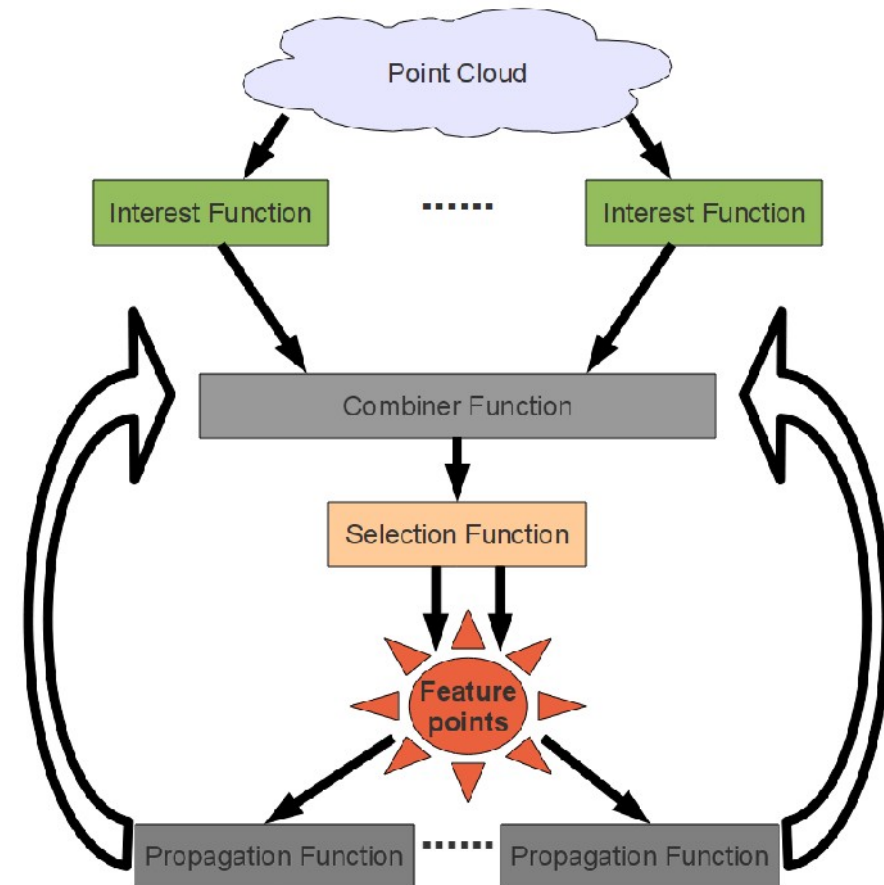 Point Cloud
Interest Function
......
Interest Function
Combiner Function
Selection Function
Feature
points
Propagation Function
......
Propagation Function